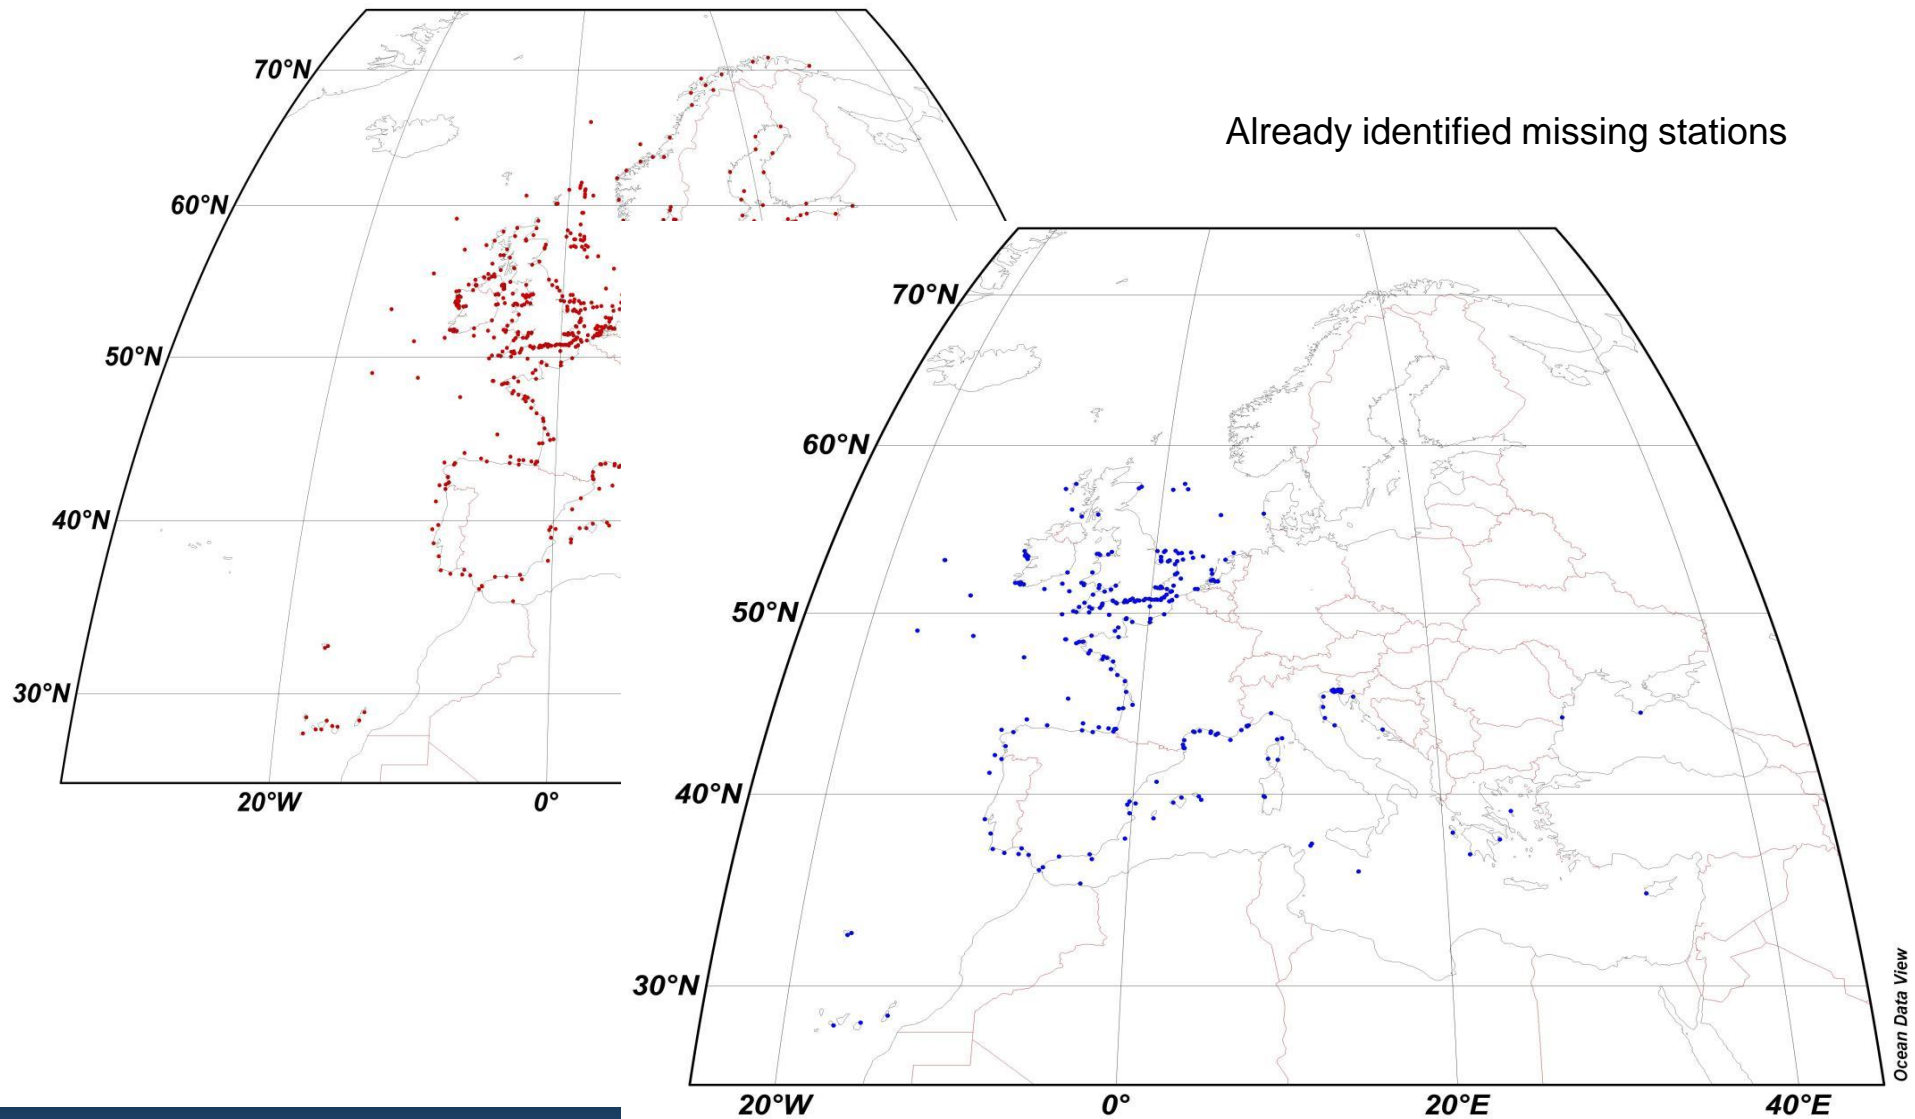 70°N
Already identified missing stations
60°N
50°N
40°N
30°N
20°W 0°
70°N
60°N
50°N
40°N
30°N
20°W 0° 20°E 40°E
Ocean Data View